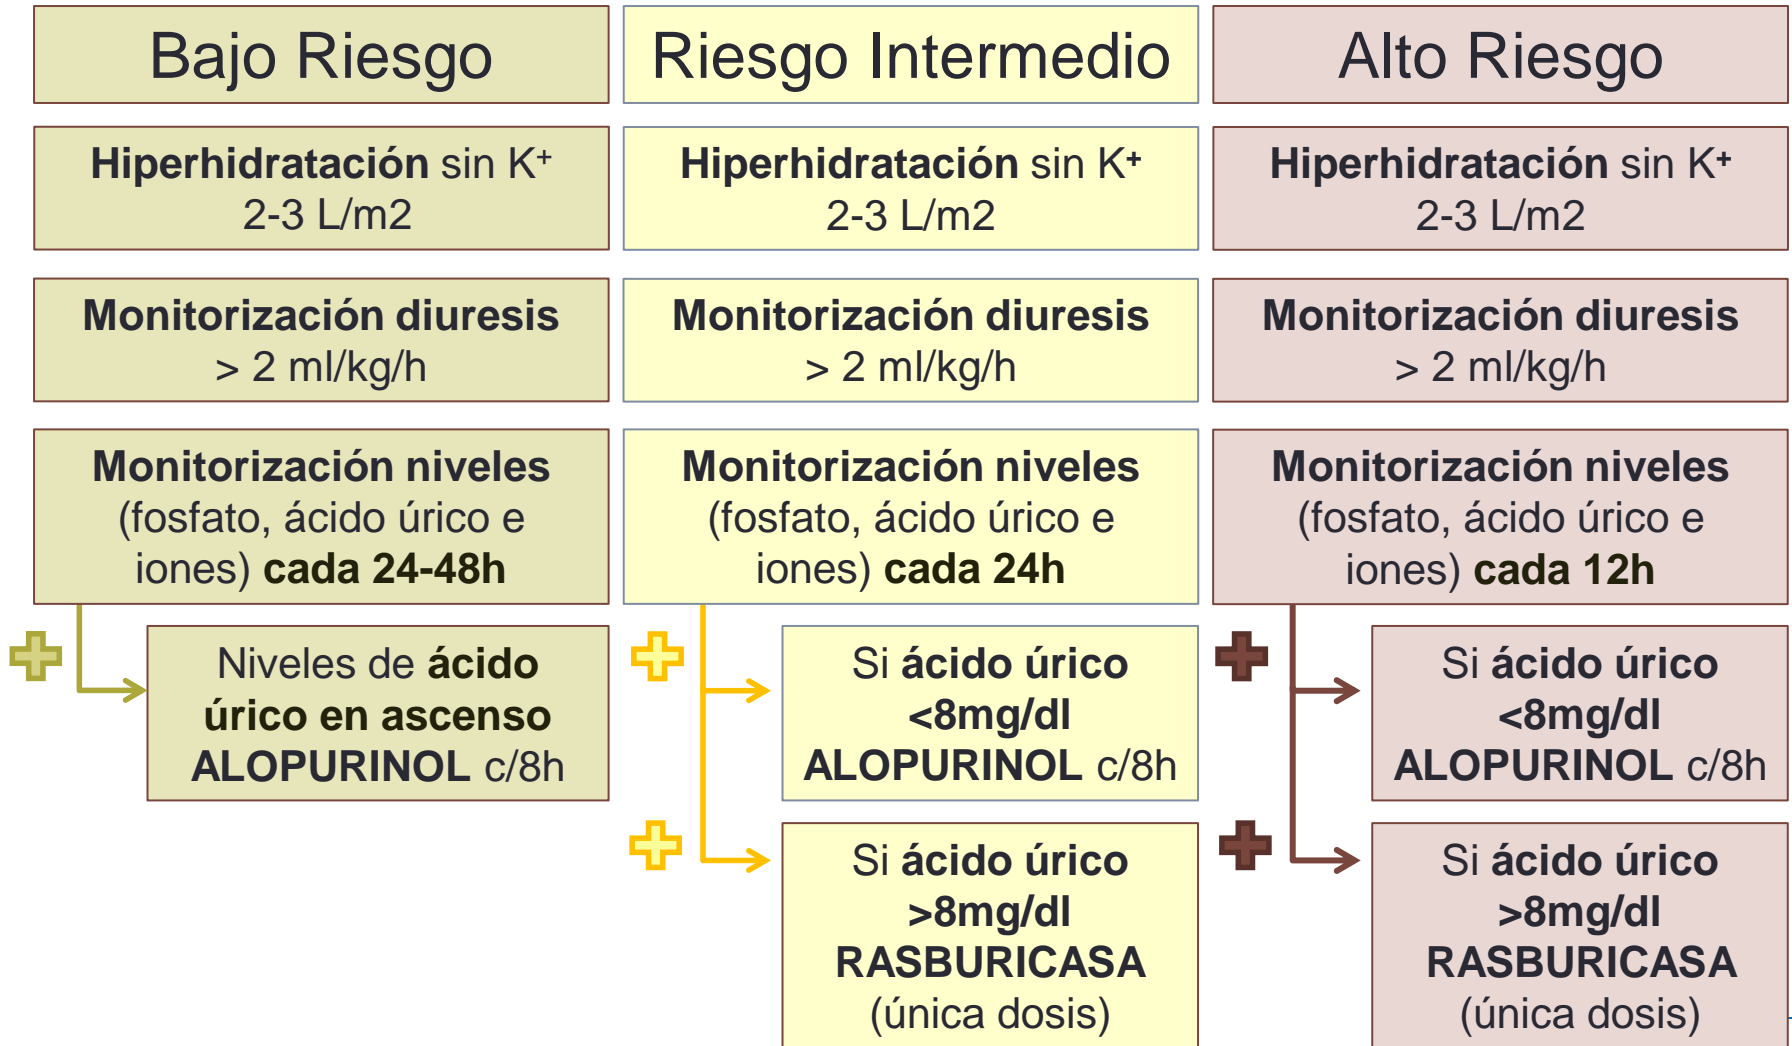 Bajo Riesgo
Hiperhidratación sin K+
2-3 L/m2
Monitorización diuresis
> 2 ml/kg/h
Monitorización niveles
(fosfato, ácido úrico e
iones) cada 24-48h
Niveles de ácido
úrico en ascenso
ALOPURINOL c/8h
Riesgo Intermedio
Hiperhidratación sin K+
2-3 L/m2
Monitorización diuresis
> 2 ml/kg/h
Monitorización niveles
(fosfato, ácido úrico e
iones) cada 24h
Si ácido úrico
<8mg/dl
ALOPURINOL c/8h
Si ácido úrico
>8mg/dl
RASBURICASA
(única dosis)
Alto Riesgo
Hiperhidratación sin K+
2-3 L/m2
Monitorización diuresis
> 2 ml/kg/h
Monitorización niveles
(fosfato, ácido úrico e
iones) cada 12h
Si ácido úrico
<8mg/dl
ALOPURINOL c/8h
Si ácido úrico
>8mg/dl
RASBURICASA
(única dosis)